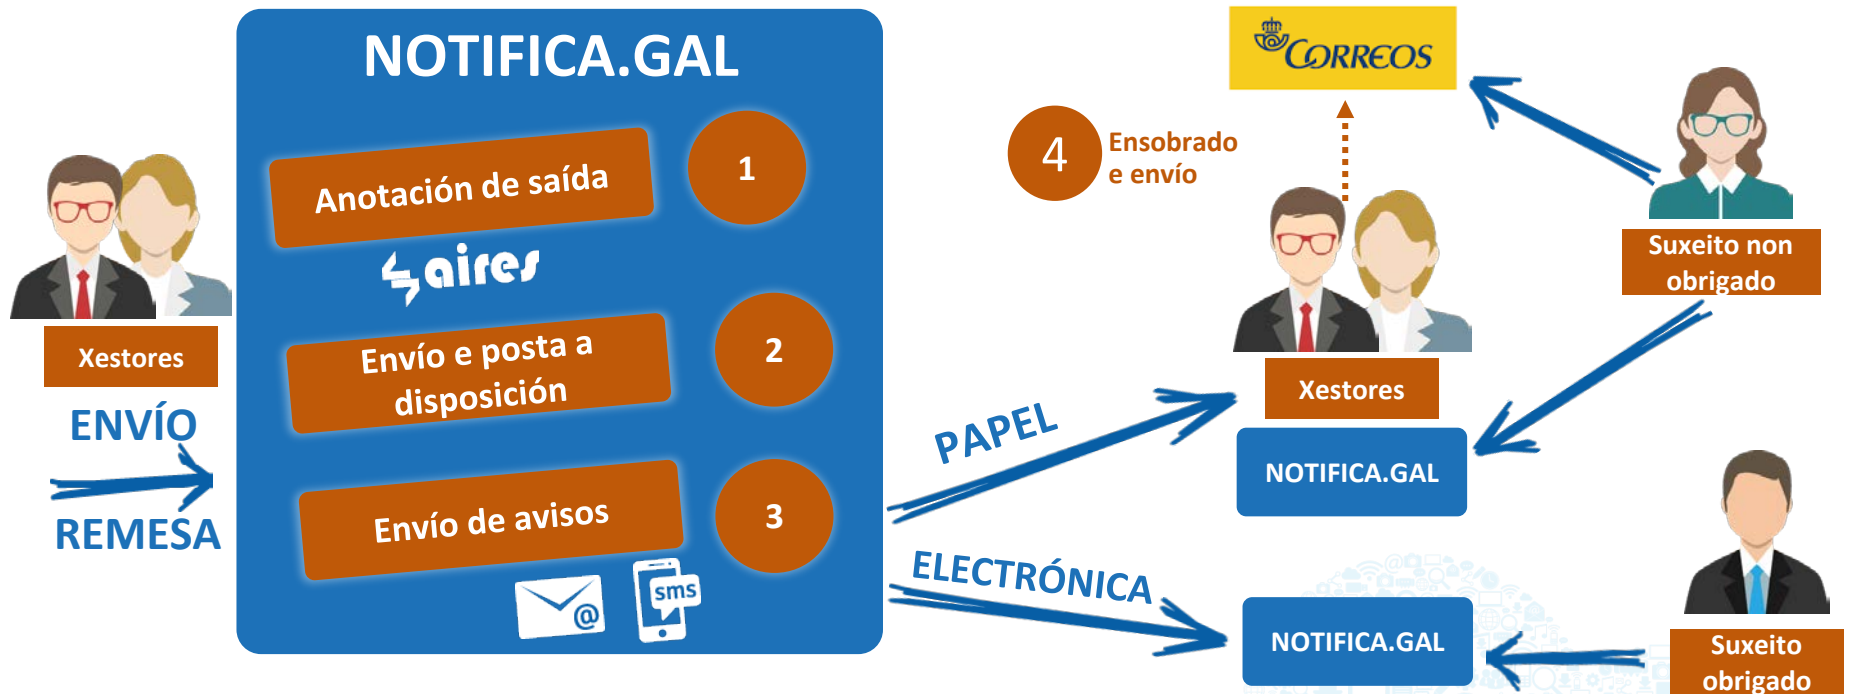 NOTIFICA.GAL
Anotación de saída
1
aires
Envío e posta a
disposición
2
Envío de avisos
3
@
sms
Xestores
ENVÍO
REMESA
PAPEL
ELECTRÓNICA
CORREOS
4
Ensobrado
e envío
Xestores
NOTIFICA.GAL
NOTIFICA.GAL
Suxeito non
obrigado
Suxeito
obrigado